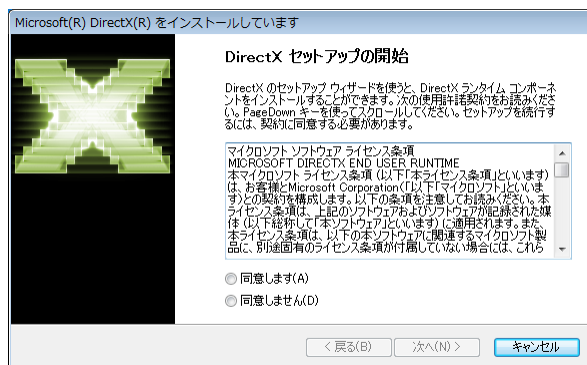 Microsoft(R) DirectX(R) をインストールしています
DirectX セットアップの開始
DirectX のセットアップ ウィザードを使うと、DirectX ランタイム コンポーネ
ントをインストールすることができます。次の使用許諾契約をお読みくださ
い。PageDown キーを使ってスクロールしてください。セットアップを続行す
るには、契約に同意する必要があります。
マイクロソフト ソフトウェア ライセンス条項
MICROSOFT DIRECTX END USER RUNTIME
本マイクロソフト ライセンス条項 (以下「本ライセンス条項」といいます)
は、お客様とMicrosoft Corporation(「以下「マイクロソフト」といいま
す)との契約を構成します。以下の条項を注意してお読みください。本
ライセンス条項は、上記のソフトウェアおよびソフトウェアが記録された媒
体 (以下総称して「本ソフトウェア」といいます) に適用されます。また、
本ライセンス条項は、以下の本ソフトウェアに関連するマイクロソフト製
品に、別途固有のライセンス条項が付属していない場合には、これら
同意します(A)
同意しません(D)
< 戻る(B)
次へ(N) >
キャンセル